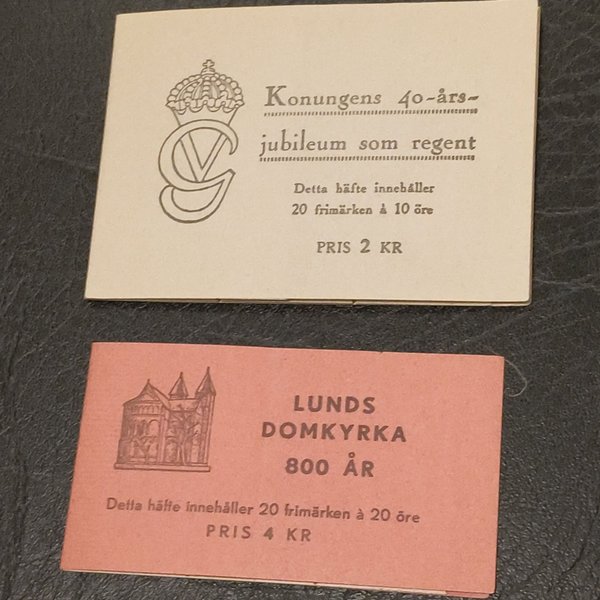 GV
Konungens 40-års-
jubileum som regent
Detta häfte innehåller
20 frimärken à 10 öre
PRIS 2 KR
LUNDS
DOMKYRKA
800 ÅR
Detta häfte innehåller 20 frimärken à 20 öre
PRIS 4 KR